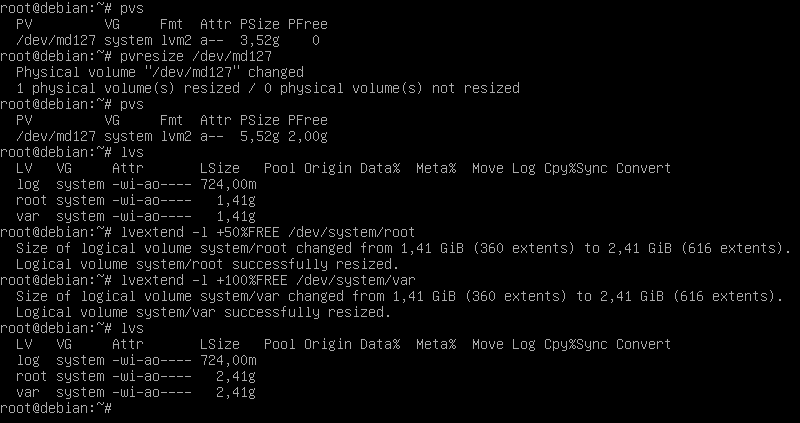 root@debian:~# pvs
  PV         VG     Fmt  Attr PSize PFree
  /dev/md127 system lvm2 a--  3,52g    0
root@debian:~# pvresize /dev/md127
  Physical volume "/dev/md127" changed
  1 physical volume(s) resized / 0 physical volume(s) not resized
root@debian:~# pvs
  PV         VG     Fmt  Attr PSize PFree
  /dev/md127 system lvm2 a--  5,52g 2,00g
root@debian:~# lvs
  LV   VG     Attr       LSize   Pool Origin Data%  Meta%  Move Log Cpy%Sync Convert
  log  system -wi-ao---- 724,00m
  root system -wi-ao----   1,41g
  var  system -wi-ao----   1,41g
root@debian:~# lvextend -l +50%FREE /dev/system/root
  Size of logical volume system/root changed from 1,41 GiB (360 extents) to 2,41 GiB (616 extents).
  Logical volume system/root successfully resized.
root@debian:~# lvextend -l +100%FREE /dev/system/var
  Size of logical volume system/var changed from 1,41 GiB (360 extents) to 2,41 GiB (616 extents).
  Logical volume system/var successfully resized.
root@debian:~# lvs
  LV   VG     Attr       LSize   Pool Origin Data%  Meta%  Move Log Cpy%Sync Convert
  log  system -wi-ao---- 724,00m
  root system -wi-ao----   2,41g
  var  system -wi-ao----   2,41g
root@debian:~#